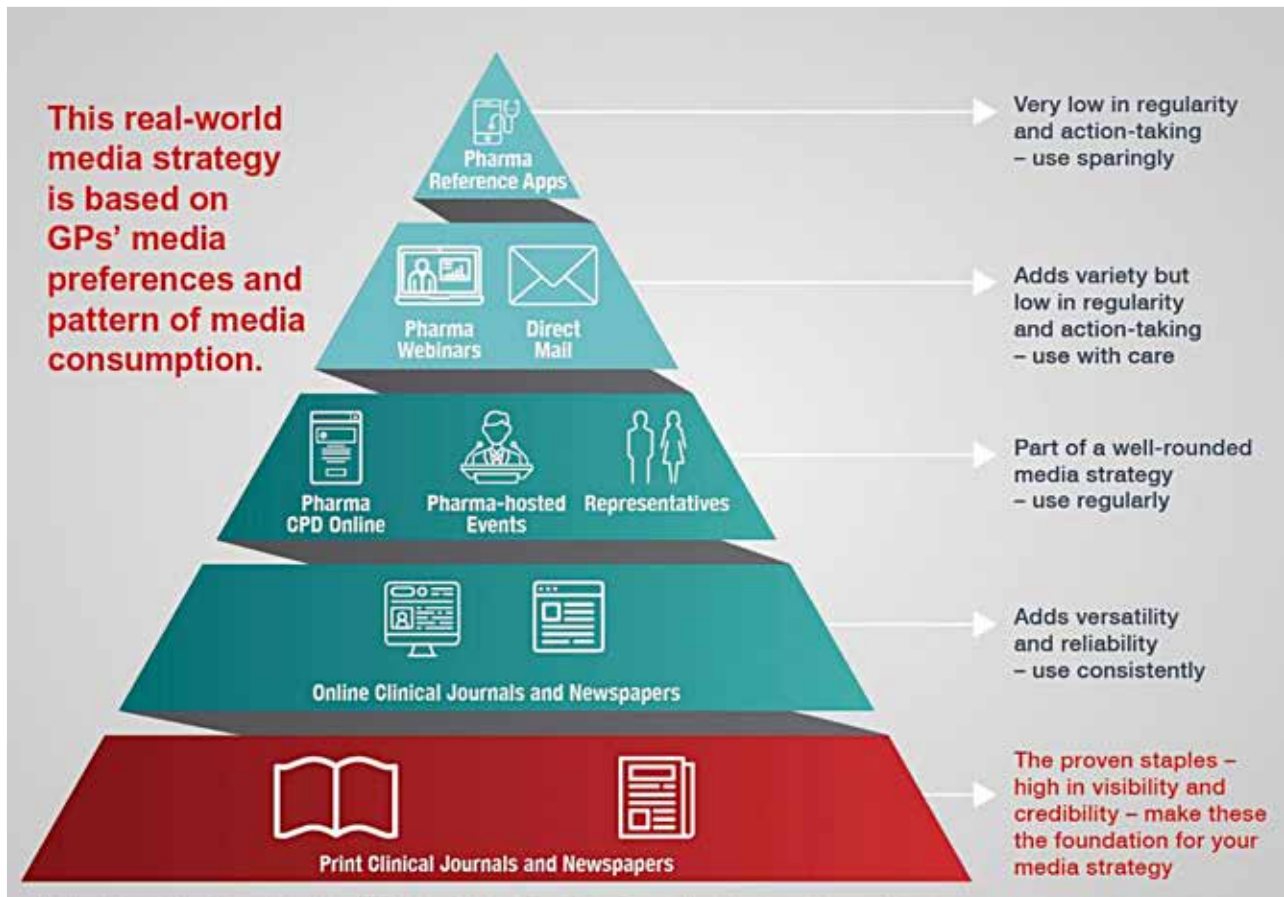 This real-world
media strategy
is based on
GPs’ media
preferences and
pattern of media
consumption.
Pharma
Reference Apps
Very low in regularity
and action-taking
– use sparingly
Pharma
Webinars
Direct
Mail
Adds variety but
low in regularity
and action-taking
– use with care
Pharma
CPD Online
Pharma-hosted
Events
Representatives
Part of a well-rounded
media strategy
– use regularly
Online Clinical Journals and Newspapers
Adds versatility
and reliability
– use consistently
Print Clinical Journals and Newspapers
The proven staples –
high in visibility and
credibility – make these
the foundation for your
media strategy